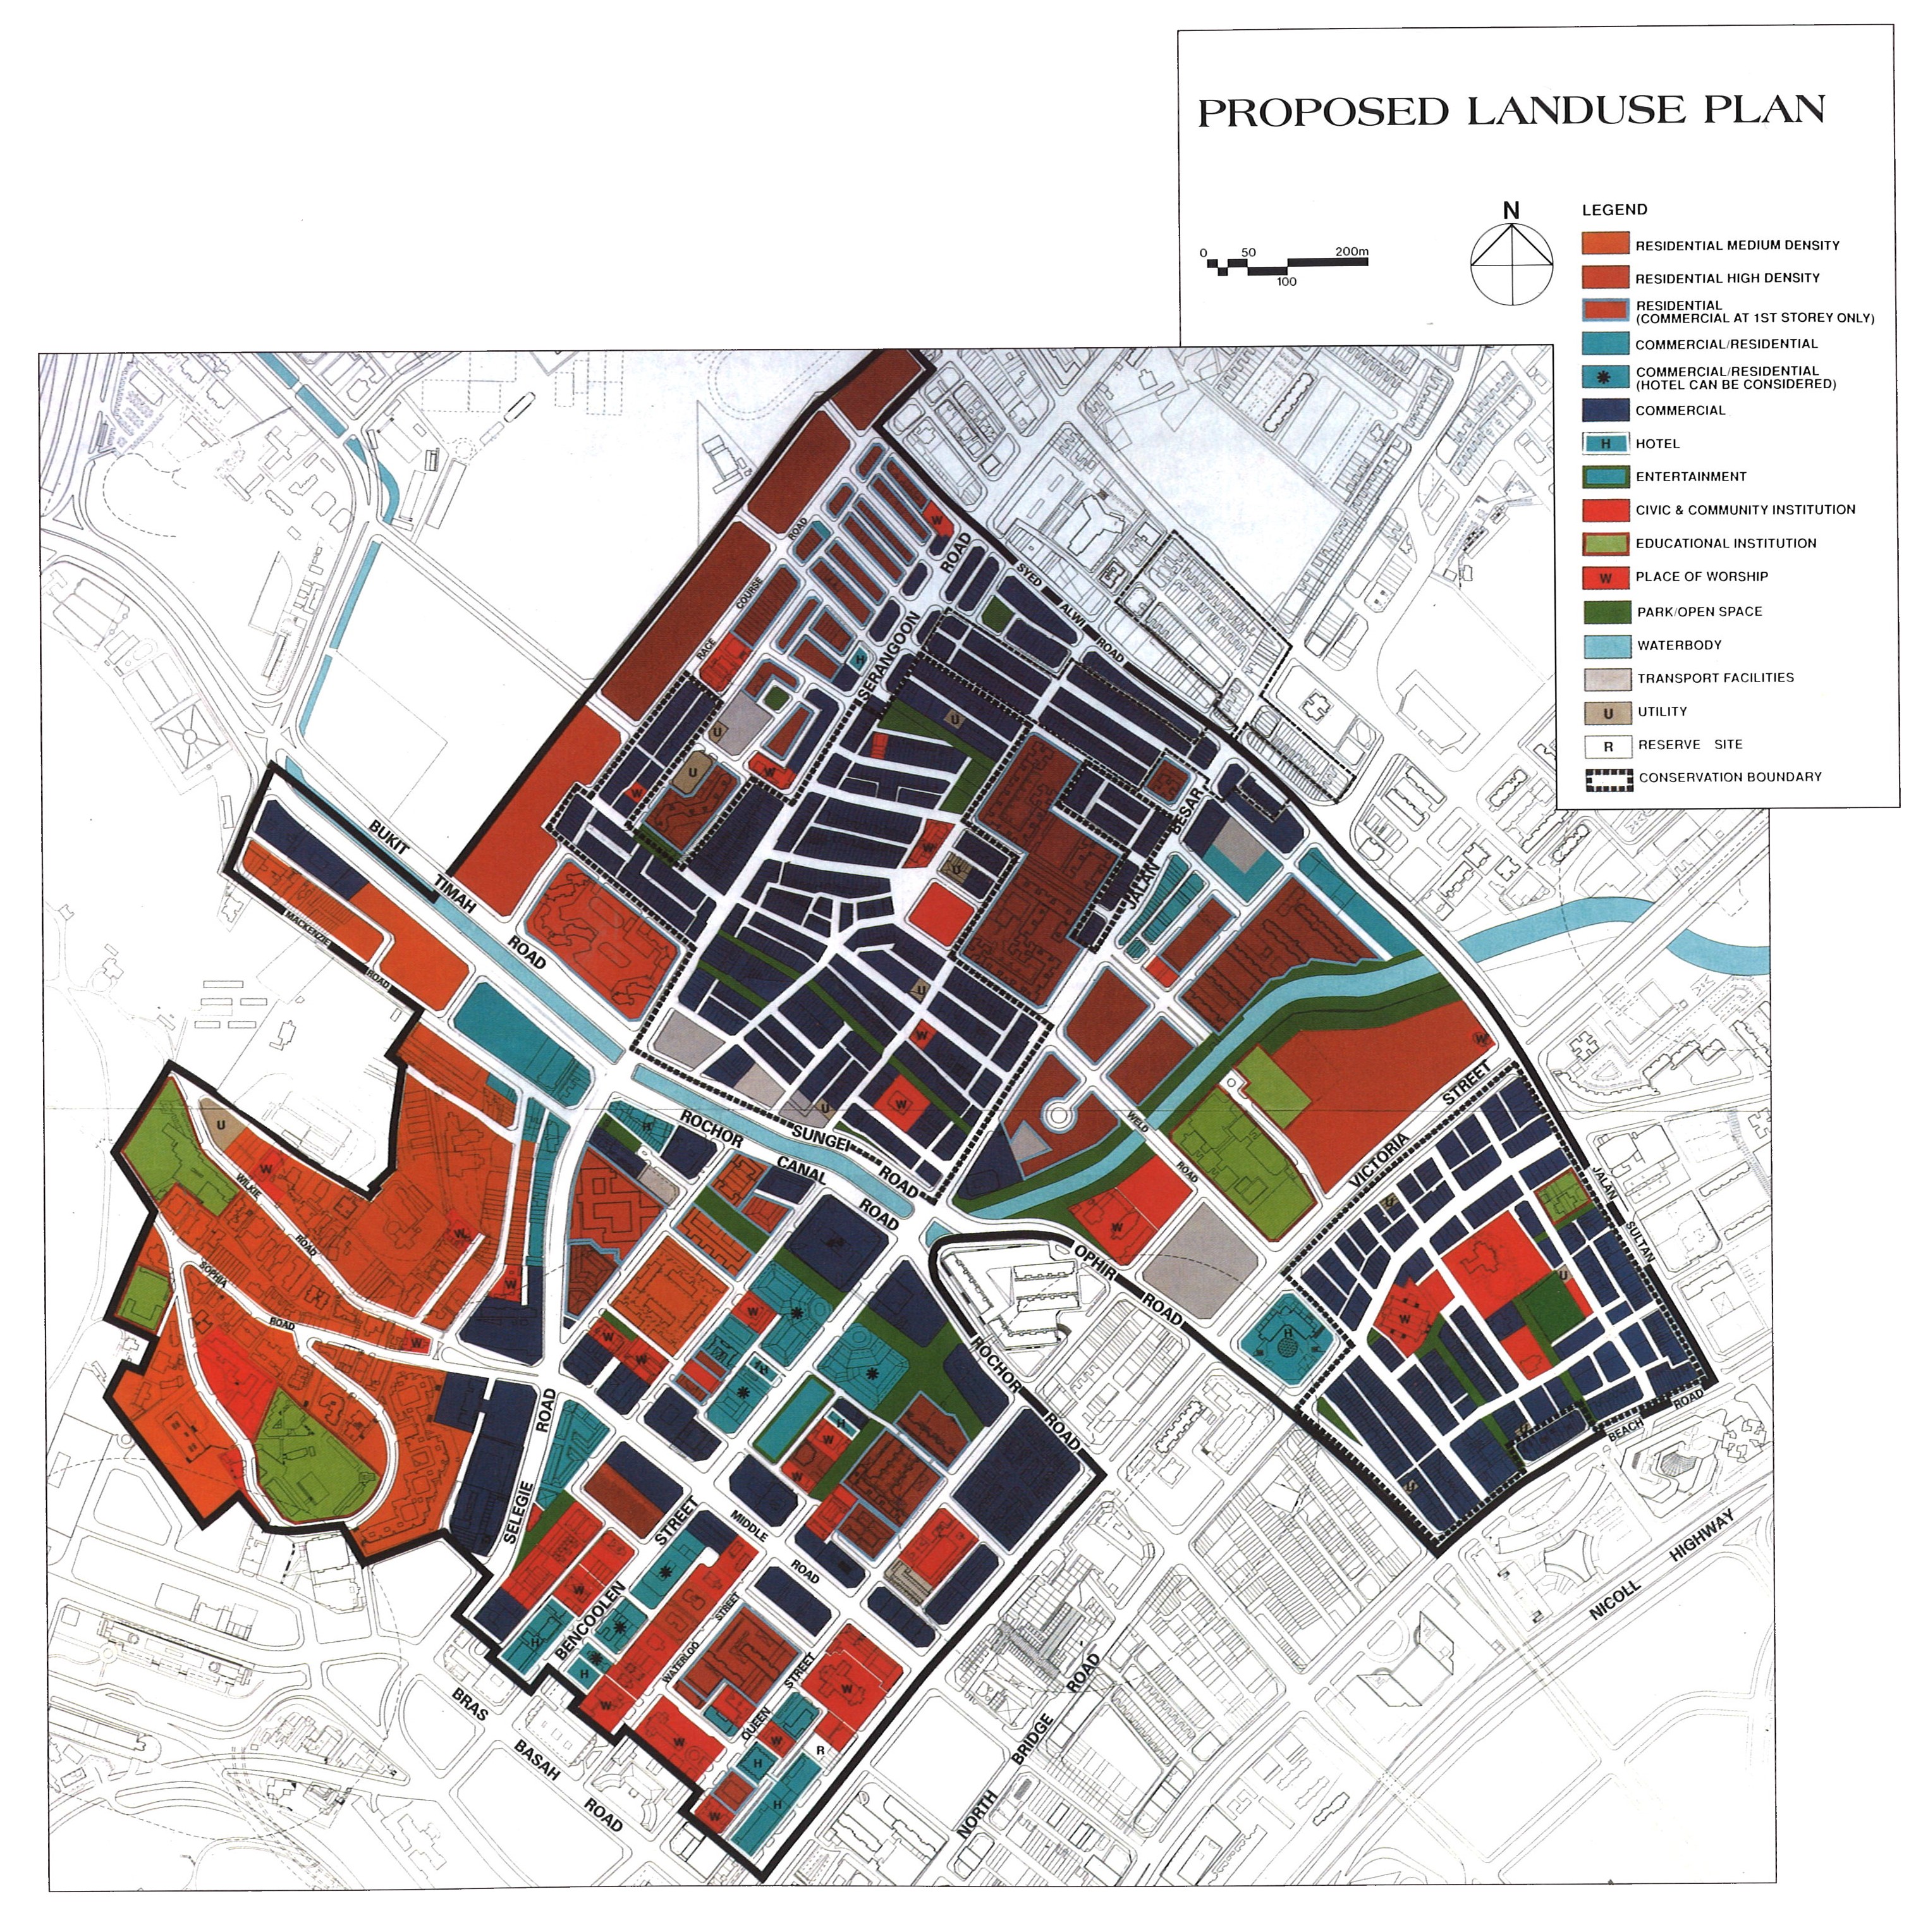 PROPOSED LANDUSE PLAN
N
0 50 200m
100
LEGEND
RESIDENTIAL MEDIUM DENSITY
RESIDENTIAL HIGH DENSITY
RESIDENTIAL
(COMMERCIAL AT 1ST STOREY ONLY)
COMMERCIAL/RESIDENTIAL
COMMERCIAL/RESIDENTIAL
(HOTEL CAN BE CONSIDERED)
COMMERCIAL
H HOTEL
ENTERTAINMENT
CIVIC & COMMUNITY INSTITUTION
EDUCATIONAL INSTITUTION
W PLACE OF WORSHIP
PARK/OPEN SPACE
WATERBODY
TRANSPORT FACILITIES
U UTILITY
R RESERVE SITE
CONSERVATION BOUNDARY
RACE COURSE ROAD
SERANGOON ROAD
SYED ALWI ROAD
BUKIT TIMAH ROAD
MACKENZIE ROAD
JALAN BESAR
ROCHOR CANAL ROAD
SUNGEI ROAD
WELD ROAD
VICTORIA STREET
JALAN SULTAN
WILKIE ROAD
SOPHIA ROAD
OPHIR ROAD
ROCHOR ROAD
BEACH ROAD
SELEGIE ROAD
MIDDLE ROAD
BENCOOLEN STREET
WATERLOO STREET
QUEEN STREET
BRAS BASAH ROAD
NORTH BRIDGE ROAD
NICOLL HIGHWAY
W
H
U
W
W
U
U
W
U
U
W
W
U
W
U
W
H
W
W
W
W
W
W
W
H
W
U
W
H
W
W
W
H
H
W
W
W
W
R
H
H
W